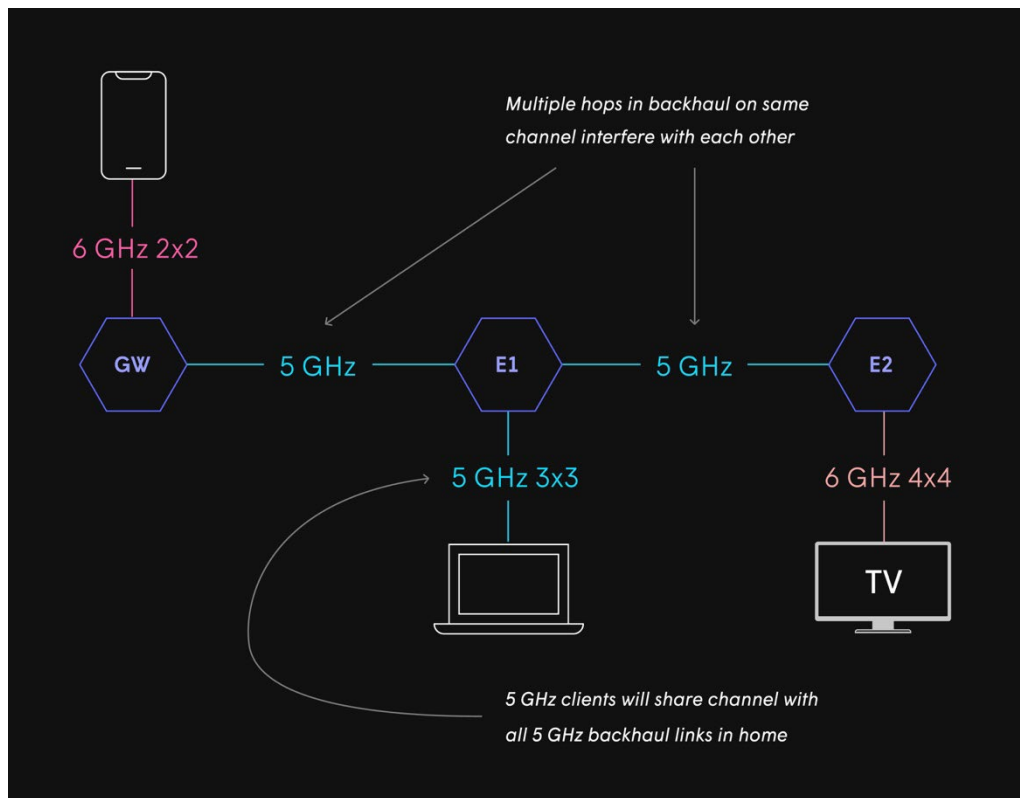 Multiple hops in backhaul on same
channel interfere with each other
6 GHz 2x2
GW
5 GHz
E1
5 GHz
E2
5 GHz 3x3
6 GHz 4x4
TV
5 GHz clients will share channel with
all 5 GHz backhaul links in home